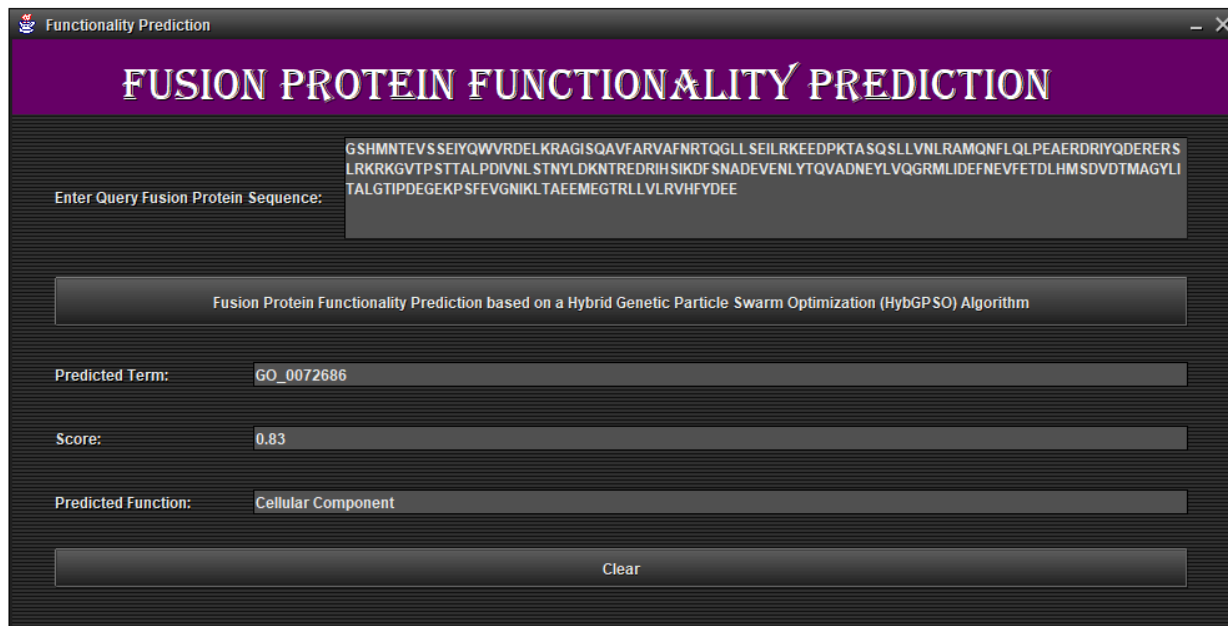 Functionality Prediction
FUSION PROTEIN FUNCTIONALITY PREDICTION
Enter Query Fusion Protein Sequence:
GSHMNTEVSSEIYQWVRDELKRAGISQAVFARVAFNRTQGLLSEILRKEEDPKTASQSLLVNLRAMQNFLQLPEAERDRIYQDERERS
LRKRKGVTPSTTALPDIVNLSTNYLDKNTREDRIHSIKDFSNADEVENLYTQVADNEYLVQGRMLIDEFNEVFETDLHMSDVDTMAGYLI
TALGTIPDEGEKPSFEVGNIKLTAEEMEGTRLLVLRVHFYDEE
Fusion Protein Functionality Prediction based on a Hybrid Genetic Particle Swarm Optimization (HybGPSO) Algorithm
Predicted Term:
GO_0072686
Score:
0.83
Predicted Function:
Cellular Component
Clear